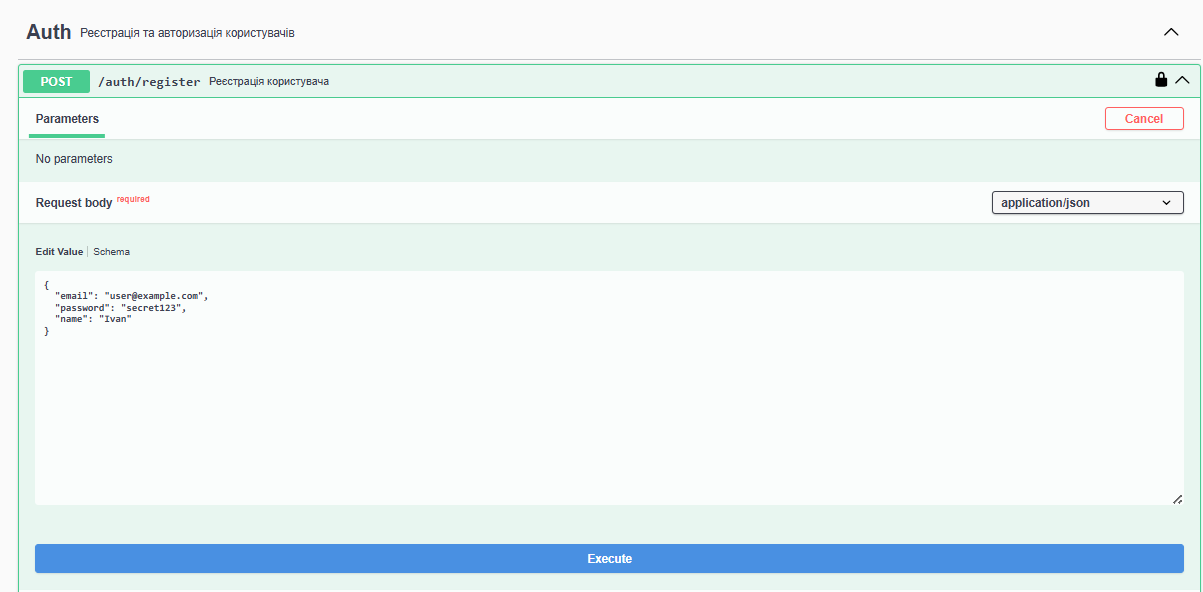 Auth Реєстрація та авторизація користувачів
POST /auth/register Реєстрація користувача
Parameters Cancel
No parameters
Request body required application/json
Edit Value Schema
{
  "email": "user@example.com",
  "password": "secret123",
  "name": "Ivan"
}
Execute